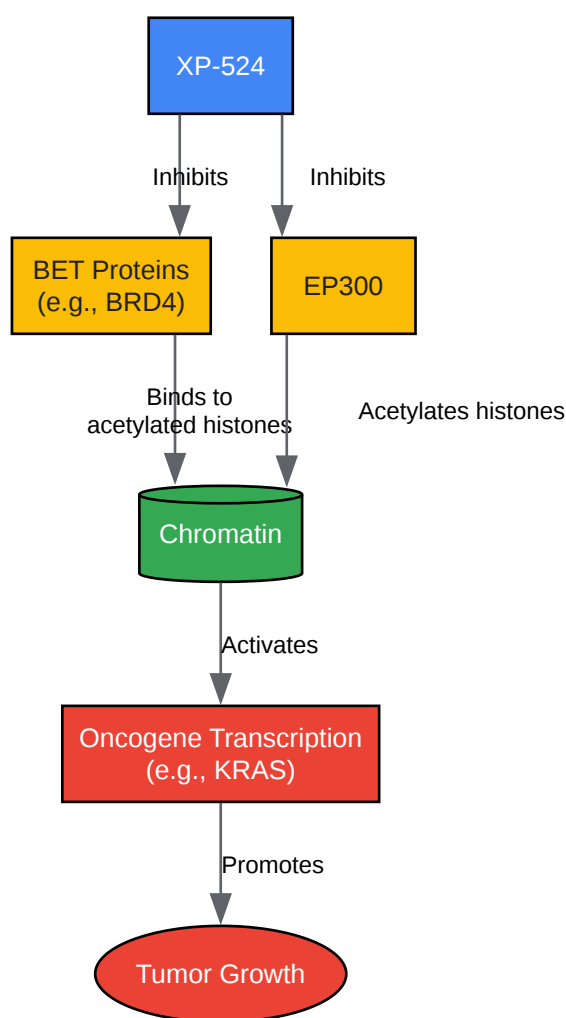 XP-524
Inhibits
Inhibits
BET Proteins
(e.g., BRD4)
EP300
Binds to
acetylated histones
Acetylates histones
Chromatin
Activates
Oncogene Transcription
(e.g., KRAS)
Promotes
Tumor Growth